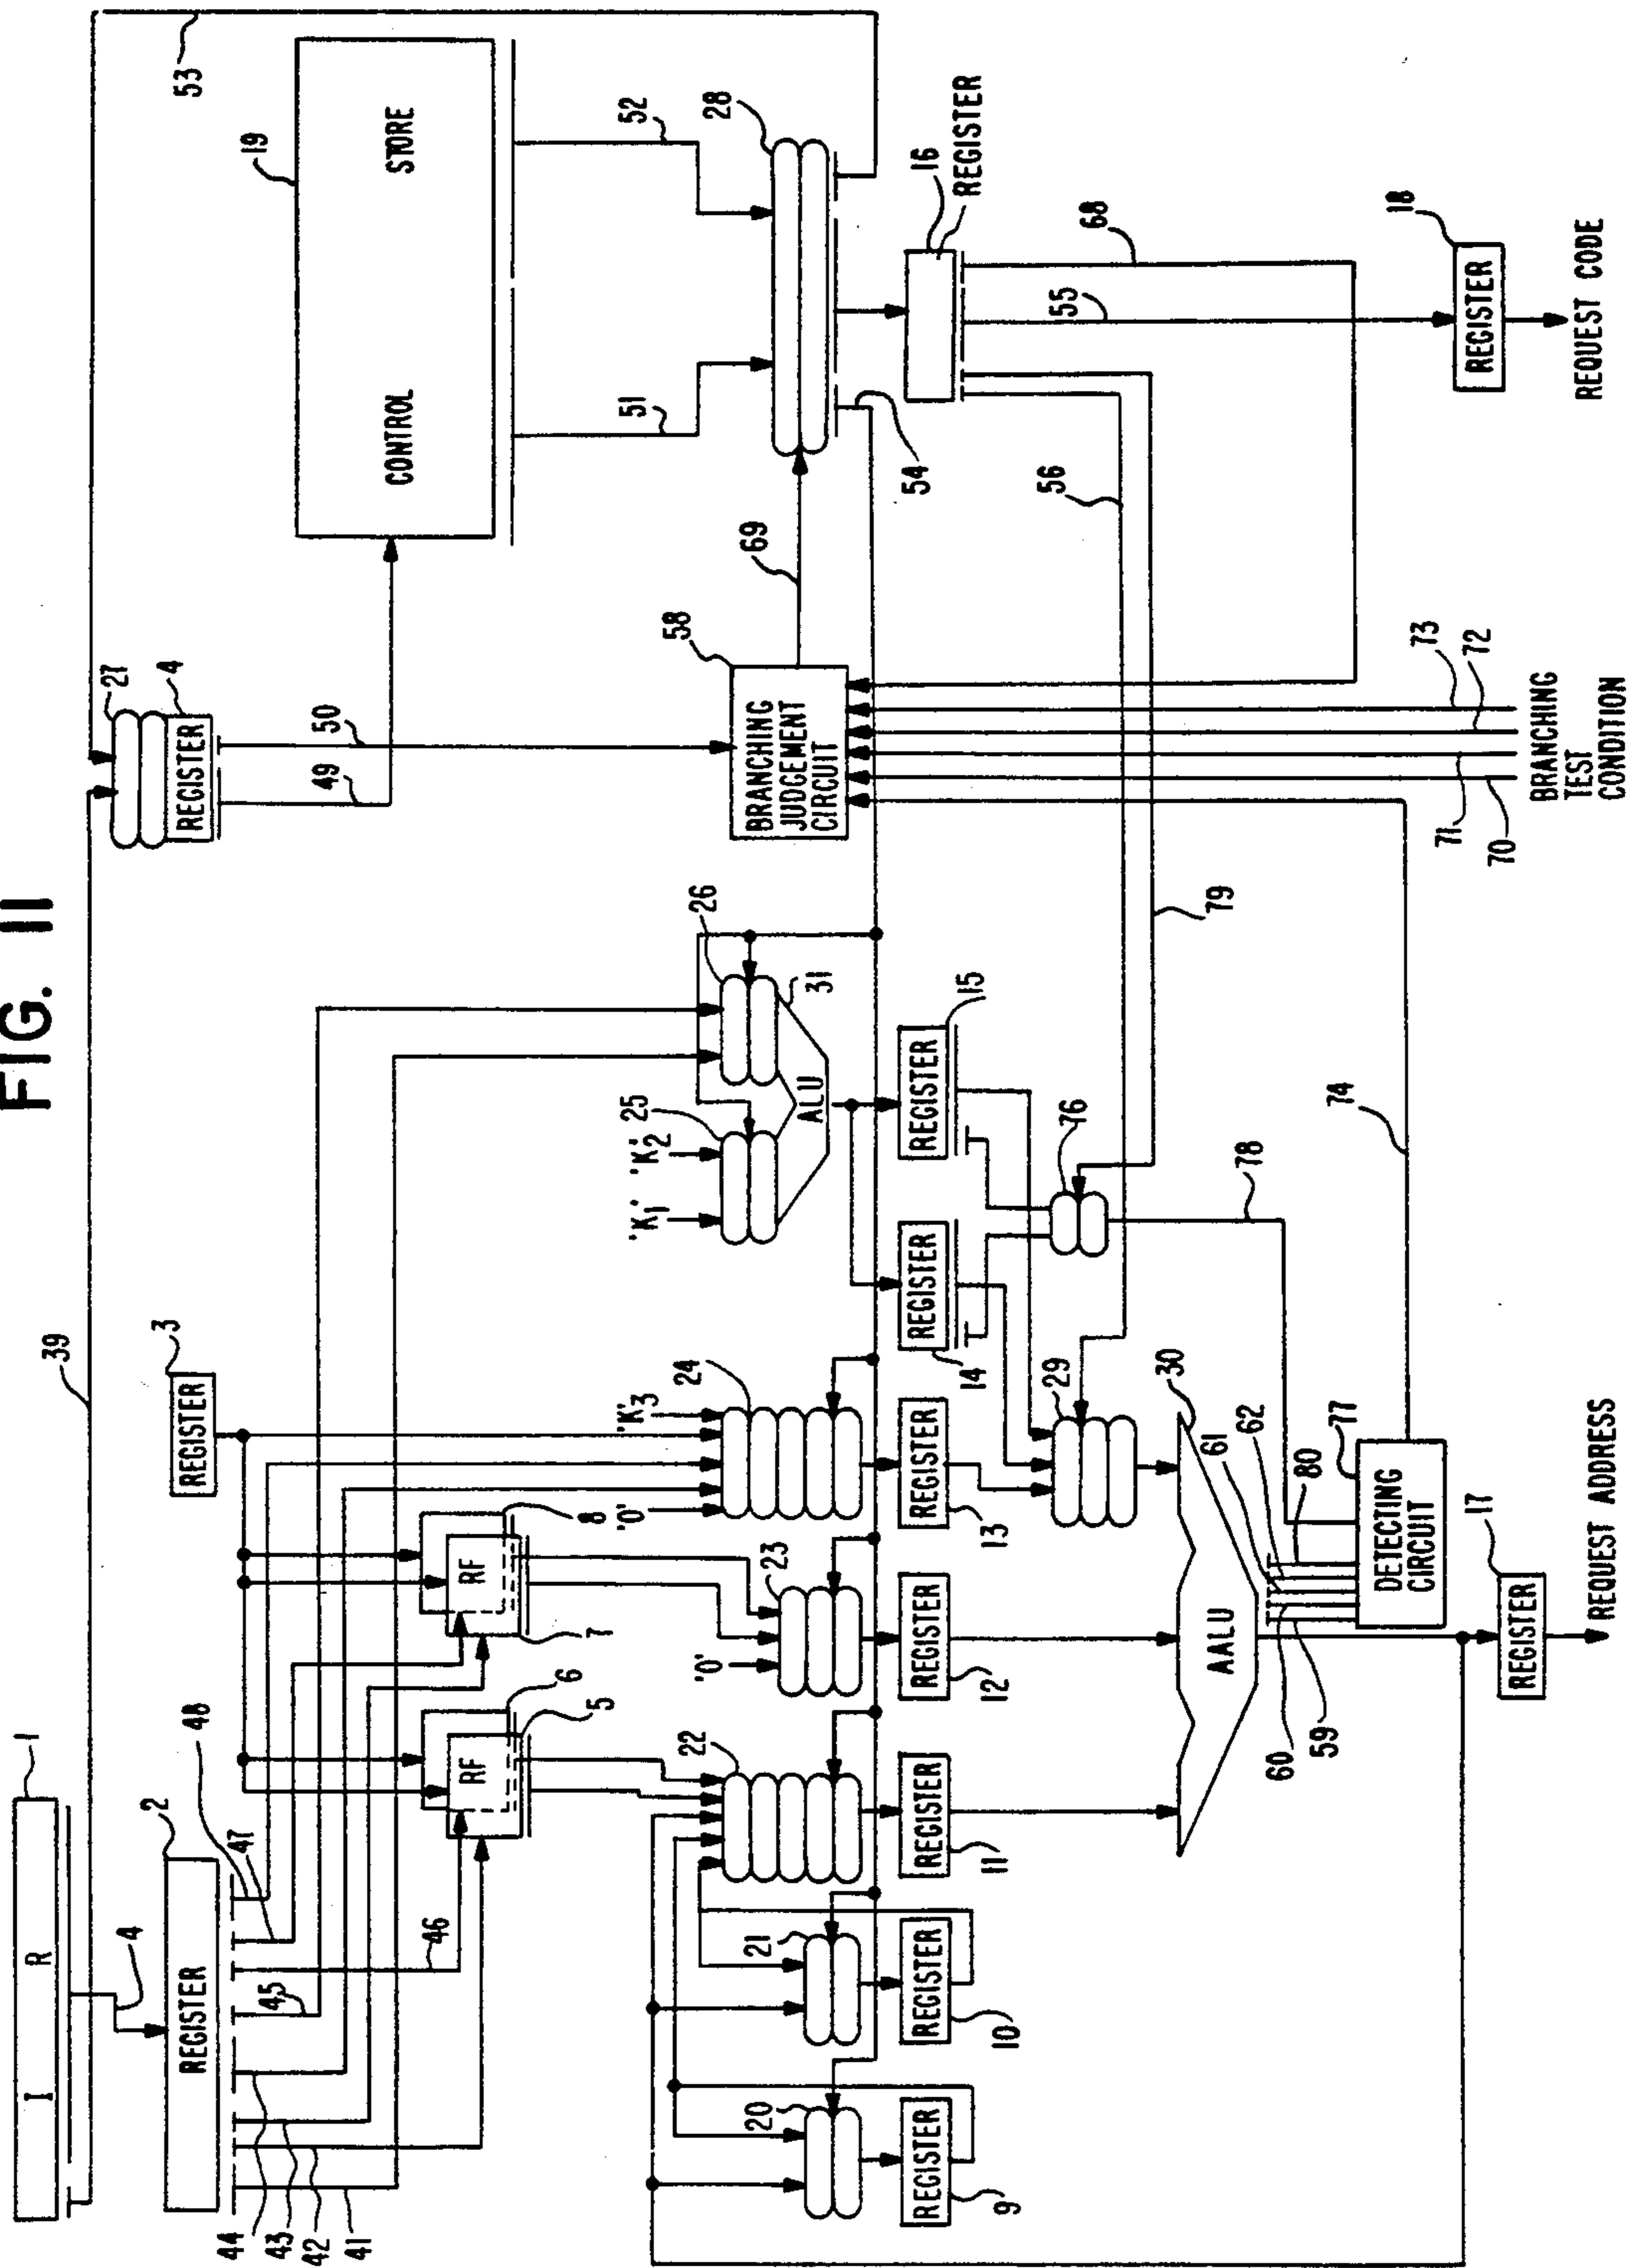 FIG. 11
I R
1
39
4
REGISTER
2
48
47
46
45
44
43
42
41
REGISTER
3
27
4
REGISTER
50
49
53
19
CONTROL STORE
51
52
RF
6
5
RF
8
7
'0'
'0'
'K3'
'K1'
'K2'
20
21
22
23
24
25
26
ALU
31
58
BRANCHING
JUDGEMENT
CIRCUIT
69
28
54
REGISTER
9
REGISTER
10
REGISTER
11
REGISTER
12
REGISTER
13
REGISTER
14
REGISTER
15
16
REGISTER
56
55
68
29
76
79
78
AALU
30
60
59
61
62
80
77
DETECTING
CIRCUIT
74
71
70
73
72
BRANCHING
TEST
CONDITION
17
REGISTER
REQUEST ADDRESS
18
REGISTER
REQUEST CODE